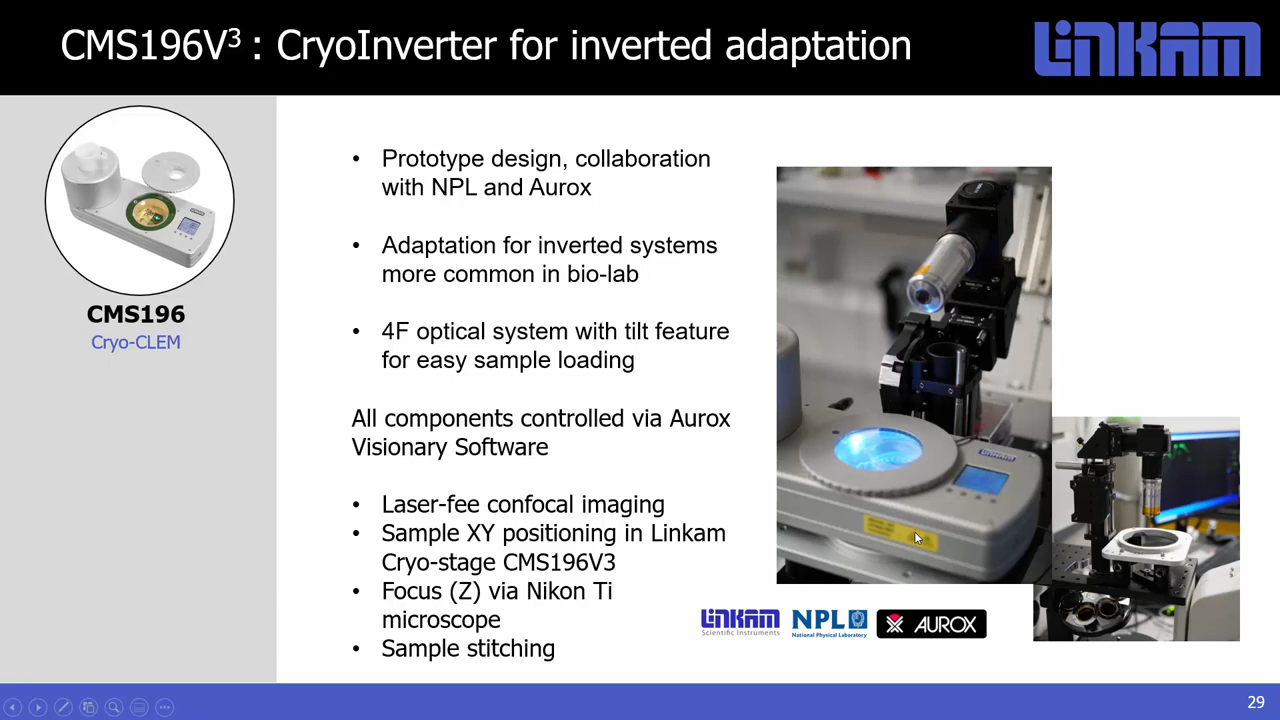 CMS196V³ : CryoInverter for inverted adaptation
LINKAM
CMS196
Cryo-CLEM
• Prototype design, collaboration
with NPL and Aurox
• Adaptation for inverted systems
more common in bio-lab
• 4F optical system with tilt feature
for easy sample loading
All components controlled via Aurox
Visionary Software
• Laser-fee confocal imaging
• Sample XY positioning in Linkam
Cryo-stage CMS196V3
• Focus (Z) via Nikon Ti
microscope
• Sample stitching
LINKAM
Scientific Instruments
NPL
National Physical Laboratory
AUROX
29